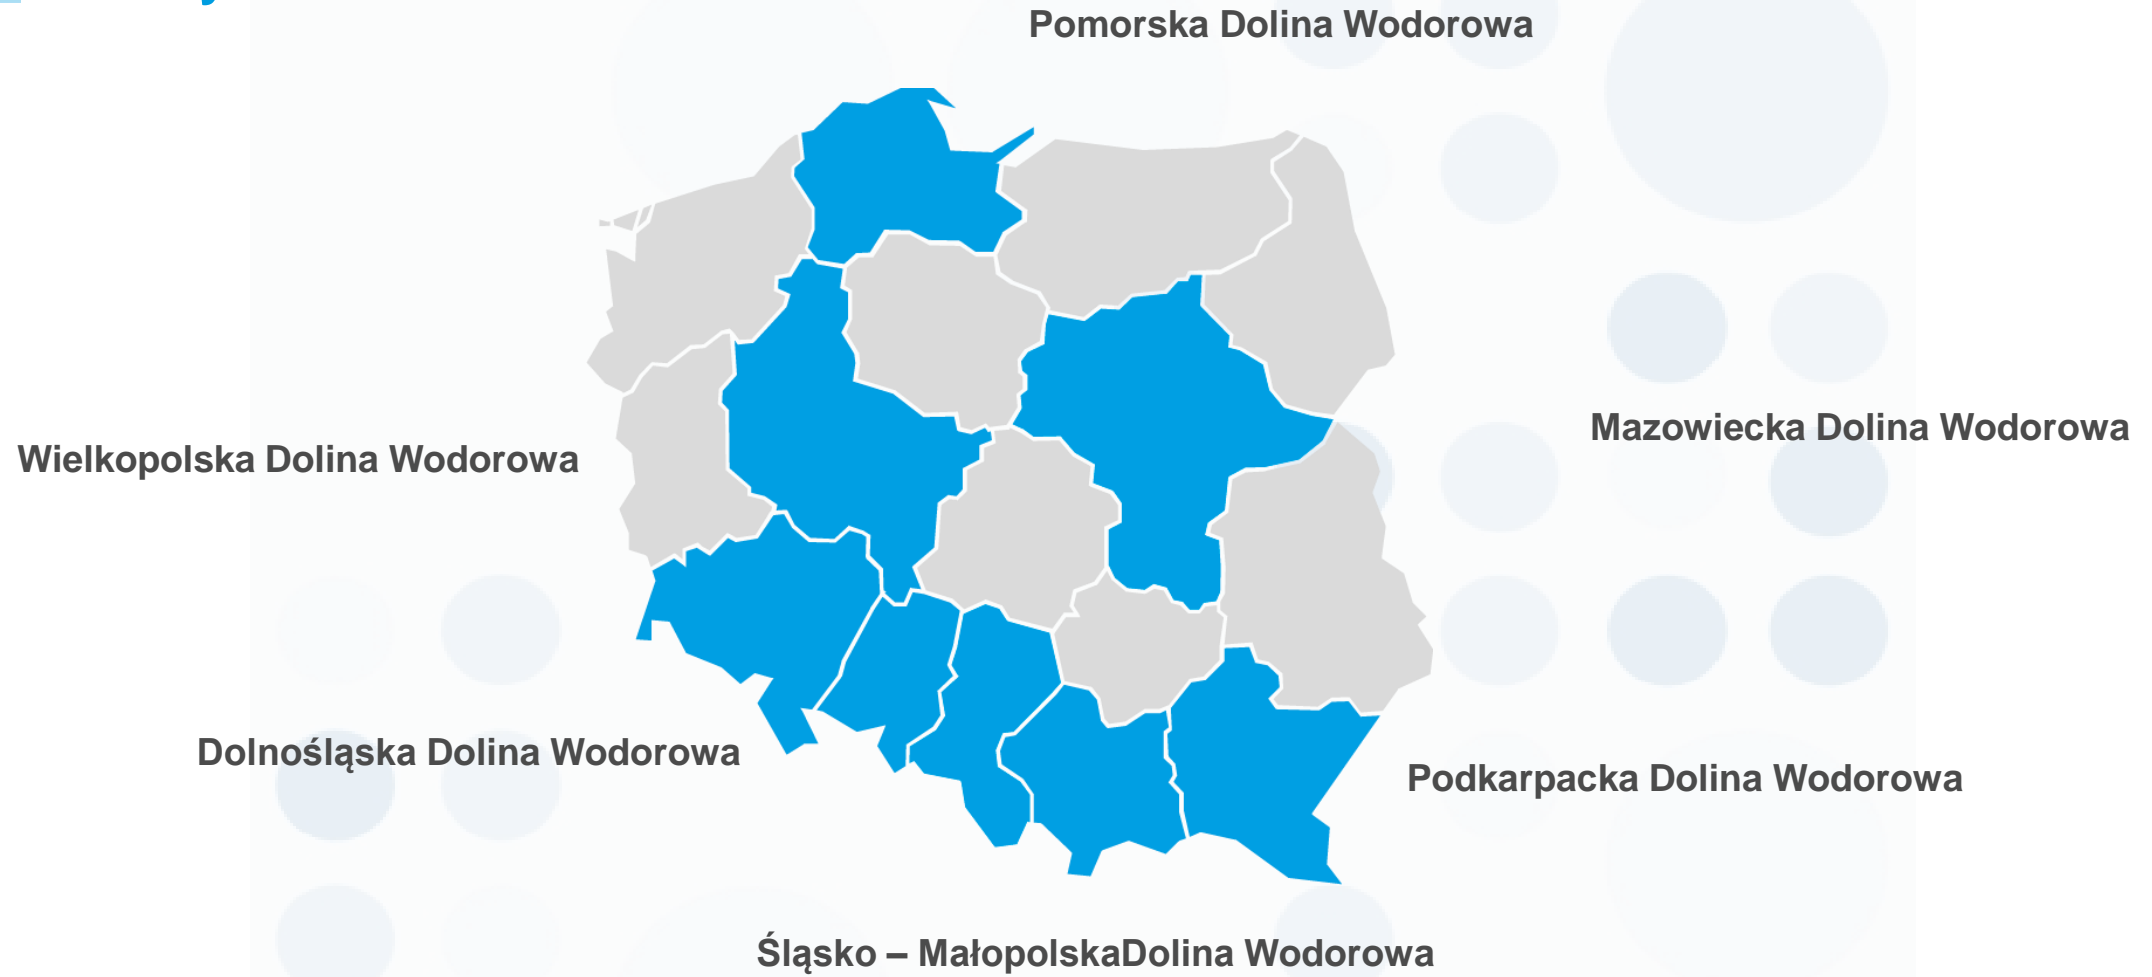 Pomorska Dolina Wodorowa
Mazowiecka Dolina Wodorowa
Wielkopolska Dolina Wodorowa
Dolnośląska Dolina Wodorowa
Podkarpacka Dolina Wodorowa
Śląsko – MałopolskaDolina Wodorowa